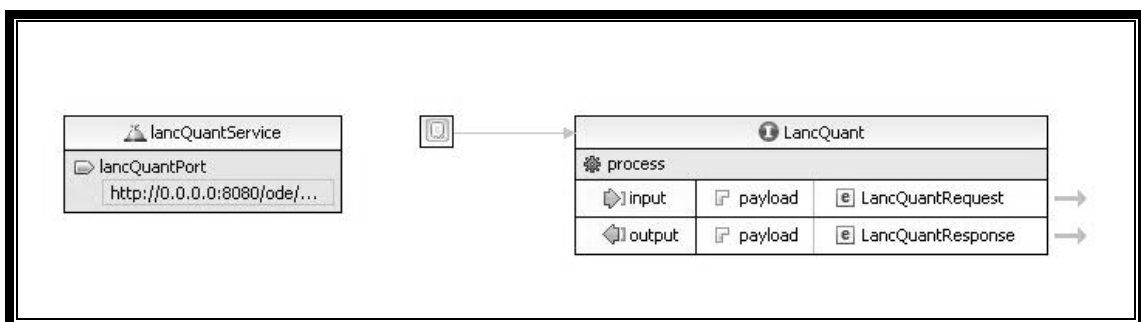 lancQuantService
lancQuantPort
http://0.0.0.0:8080/ode/...
LancQuant
process
input payload e LancQuantRequest
output payload e LancQuantResponse